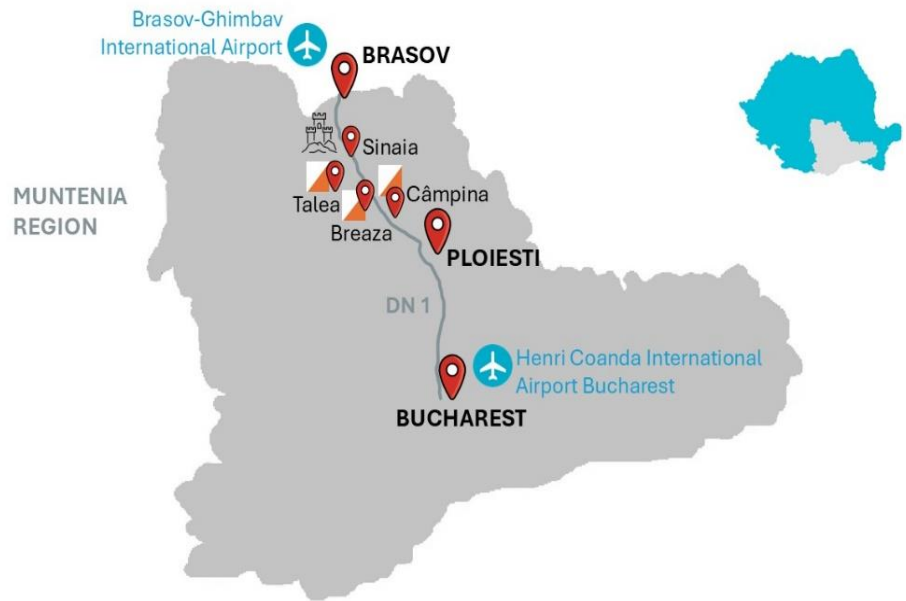 Brasov-Ghimbav
International Airport
BRASOV
Sinaia
MUNTENIA
REGION
Talea
Câmpina
Breaza
PLOIESTI
DN 1
Henri Coanda International
Airport Bucharest
BUCHAREST